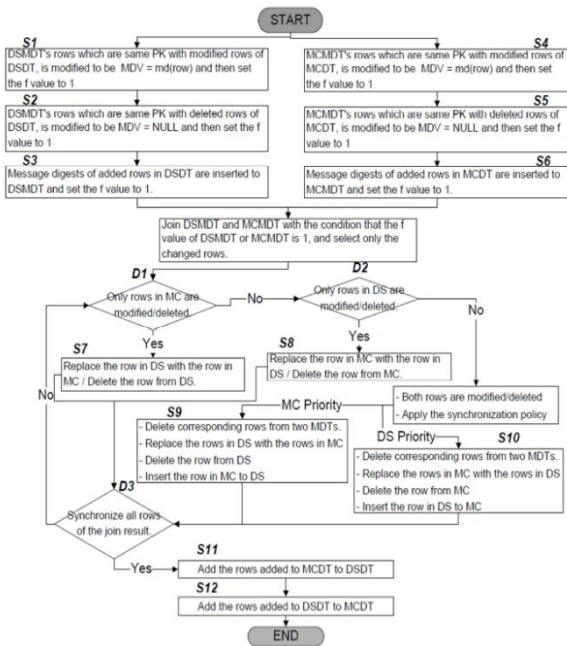 START
S1
DSMDT's rows which are same PK with modified rows of
DSDT, is modified to be MDV = md(row) and then set
the f value to 1
S2
DSMDT's rows which are same PK with deleted rows of
DSDT, is modified to be MDV = NULL and then set the f
value to 1
S3
Message digests of added rows in DSDT are inserted to
DSMDT and set the f value to 1.
S4
MCMDT's rows which are same PK with modified rows of
MCDT, is modified to be MDV = md(row) and then set
the f value to 1
S5
MCMDT's rows which are same PK with deleted rows of
MCDT, is modified to be MDV = NULL and then set the f
value to 1
S6
Message digests of added rows in MCDT are inserted to
MCMDT and set the f value to 1.
Join DSMDT and MCMDT with the condition that the f
value of DSMDT or MCMDT is 1, and select only the
changed rows.
D1
Only rows in MC are
modified/deleted.
No
Yes
D2
Only rows in DS are
modified/deleted.
No
Yes
S7
Replace the row in DS with the row in
MC / Delete the row from DS.
S8
Replace the row in MC with the row in
DS / Delete the row from MC.
- Both rows are modified/deleted
- Apply the synchronization policy
No
MC Priority
DS Priority
S9
- Delete corresponding rows from two MDTs.
- Replace the rows in DS with the rows in MC
- Delete the row from DS
- Insert the row in MC to DS
S10
- Delete corresponding rows from two MDTs.
- Replace the rows in MC with the rows in DS
- Delete the row from MC
- Insert the row in DS to MC
D3
Synchronize all rows
of the join result.
Yes
S11
Add the rows added to MCDT to DSDT
S12
Add the rows added to DSDT to MCDT
END